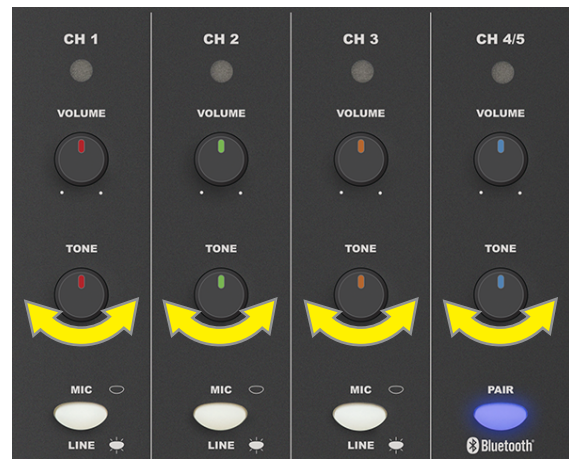 CH 1
CH 2
CH 3
CH 4/5
VOLUME
VOLUME
VOLUME
VOLUME
TONE
TONE
TONE
TONE
MIC
MIC
MIC
PAIR
LINE
LINE
LINE
Bluetooth®